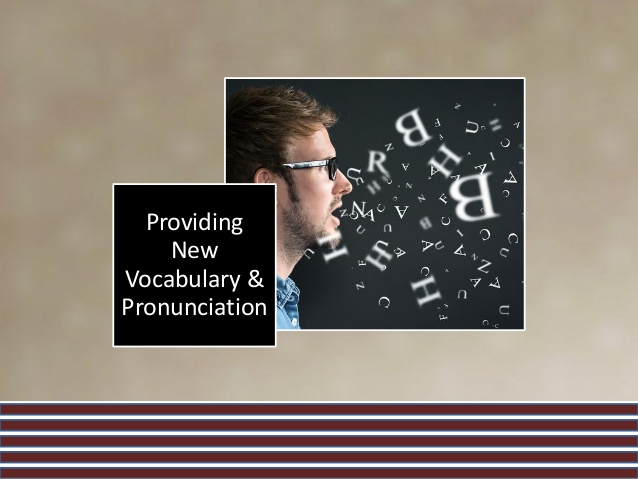 Providing
New
Vocabulary &
Pronunciation